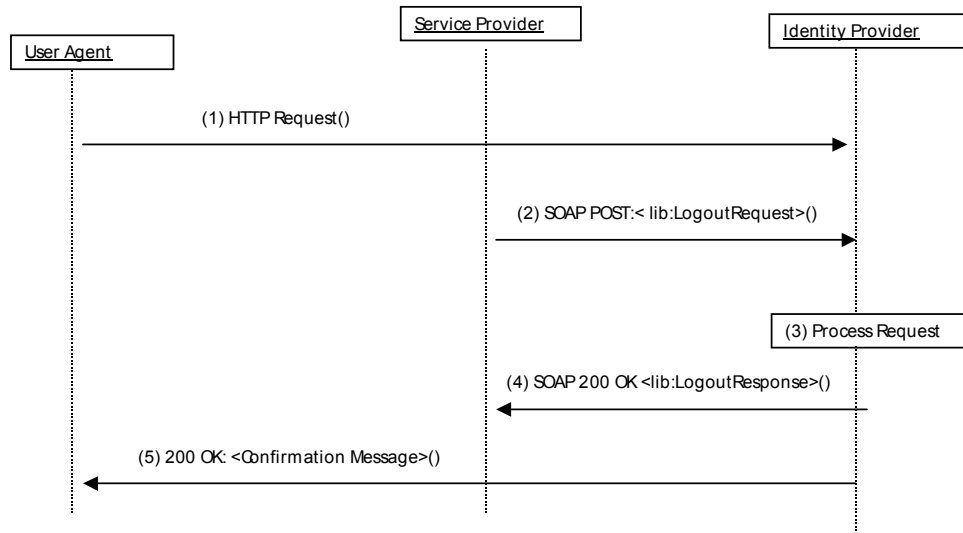 Service Provider
Identity Provider
User Agent
(1) HTTP Request()
(2) SOAP POST:< lib:LogoutRequest>()
(3) Process Request
(4) SOAP 200 OK <lib:LogoutResponse>()
(5) 200 OK: <Confirmation Message>()